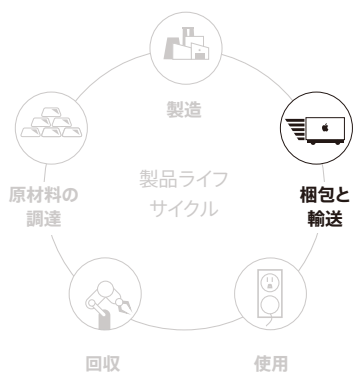 製造
梱包と
輸送
製品ライフ
サイクル
原材料の
調達
回収
使用